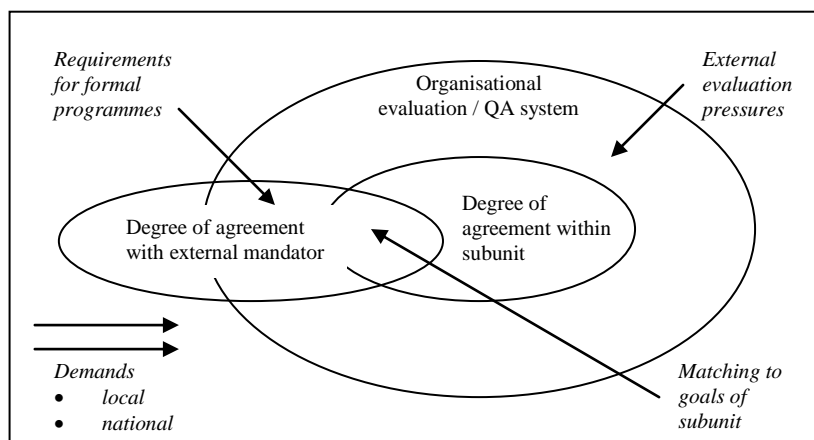 Requirements
for formal
programmes
Organisational
evaluation / QA system
External
evaluation
pressures
Degree of agreement
with external mandator
Degree of
agreement within
subunit
Demands
• local
• national
Matching to
goals of
subunit